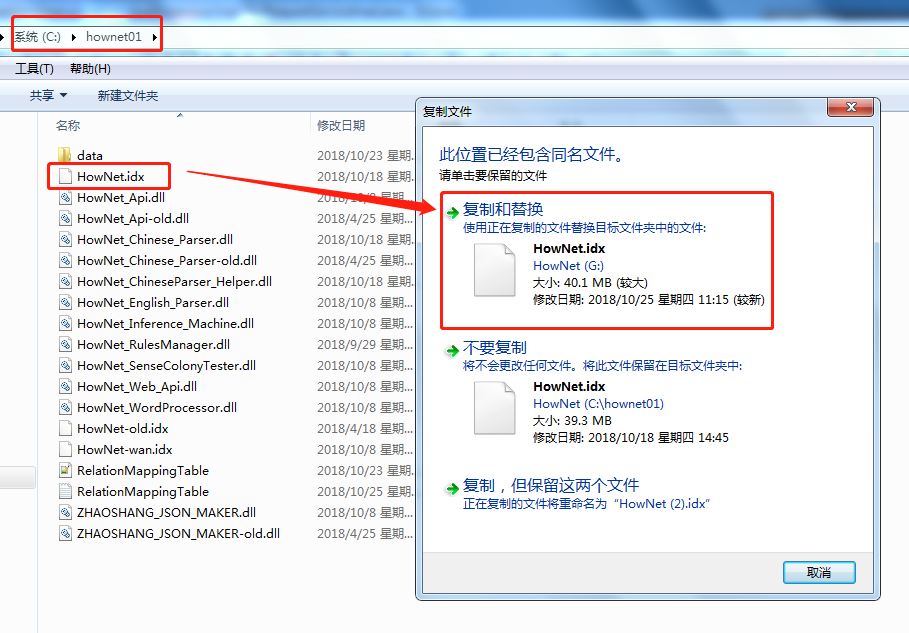 系统 (C:) ▸ hownet01 ▸
工具(T) 帮助(H)
共享 新建文件夹
名称 修改日期
data 2018/10/23 星期...
HowNet.idx 2018/10/18 星期...
HowNet_Api.dll 2018/10/8 星期...
HowNet_Api-old.dll 2018/4/25 星期...
HowNet_Chinese_Parser.dll 2018/10/18 星期...
HowNet_Chinese_Parser-old.dll 2018/4/25 星期...
HowNet_ChineseParser_Helper.dll 2018/10/18 星期...
HowNet_English_Parser.dll 2018/10/8 星期...
HowNet_Inference_Machine.dll 2018/10/8 星期...
HowNet_RulesManager.dll 2018/9/29 星期...
HowNet_SenseColonyTester.dll 2018/10/8 星期...
HowNet_Web_Api.dll 2018/10/8 星期...
HowNet_WordProcessor.dll 2018/10/8 星期...
HowNet-old.idx 2018/4/18 星期...
HowNet-wan.idx 2018/10/8 星期...
RelationMappingTable 2018/10/23 星期...
RelationMappingTable 2018/10/25 星期...
ZHAOSHANG_JSON_MAKER.dll 2018/10/8 星期...
ZHAOSHANG_JSON_MAKER-old.dll 2018/4/25 星期...
复制文件
此位置已经包含同名文件。
请单击要保留的文件
复制和替换
使用正在复制的文件替换目标文件夹中的文件:
HowNet.idx
HowNet (G:)
大小: 40.1 MB (较大)
修改日期: 2018/10/25 星期四 11:15 (较新)
不要复制
将不会更改任何文件。将此文件保留在目标文件夹中:
HowNet.idx
HowNet (C:\hownet01)
大小: 39.3 MB
修改日期: 2018/10/18 星期四 14:45
复制，但保留这两个文件
正在复制的文件将重命名为“HowNet (2).idx”
取消